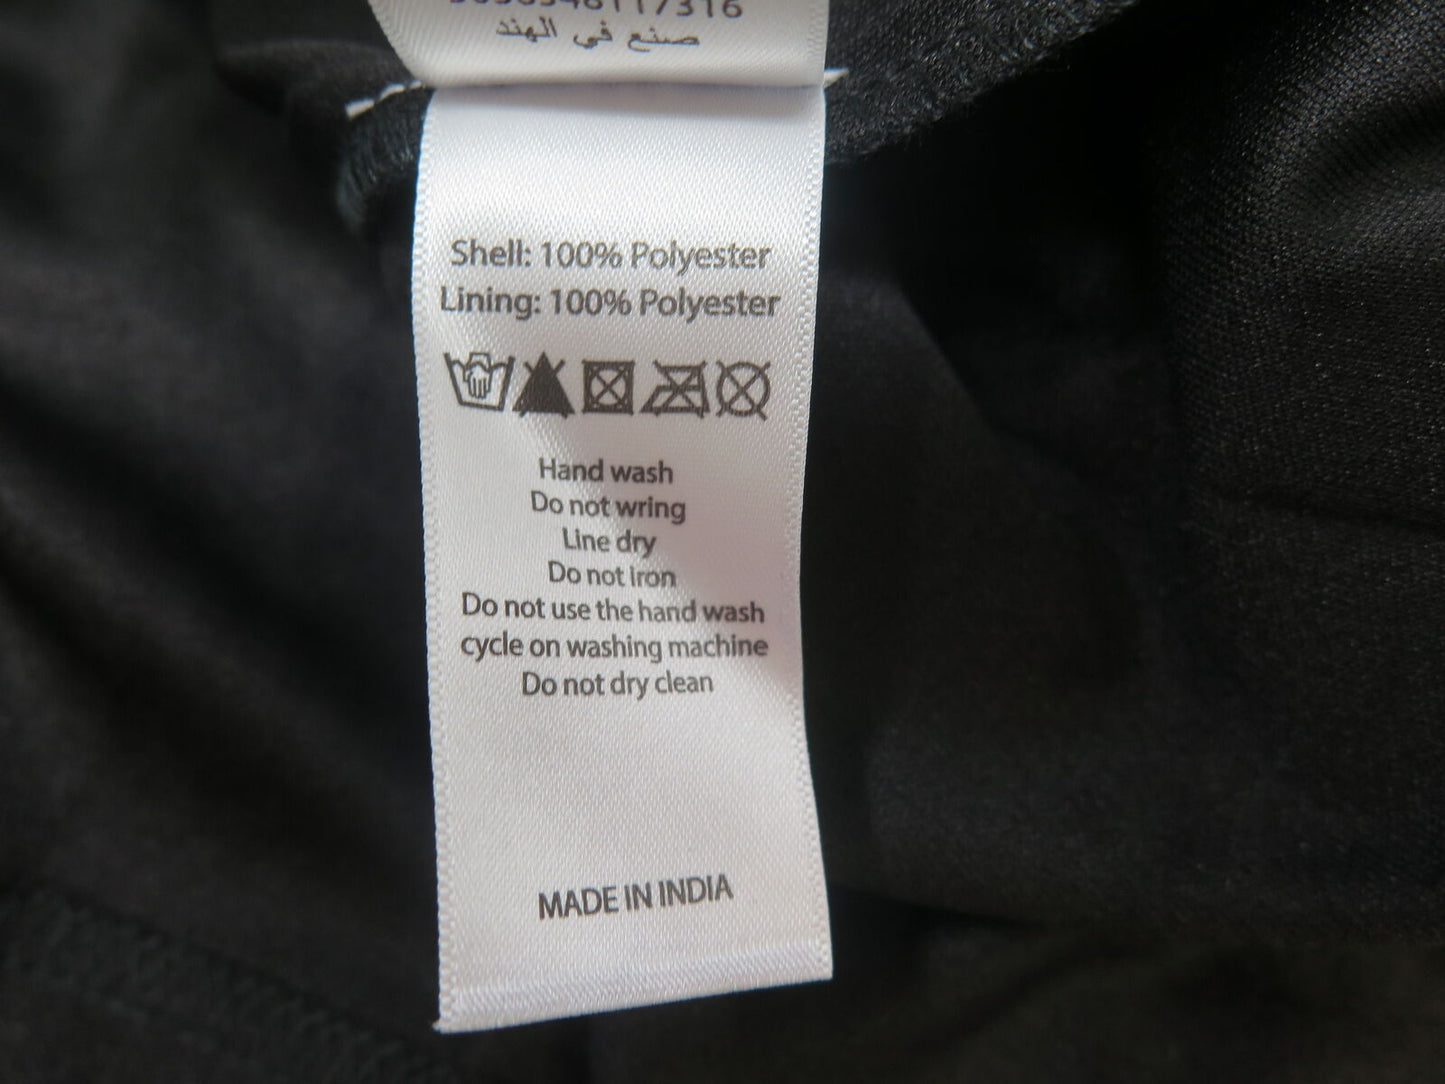 صنع في الهند
Shell: 100% Polyester
Lining: 100% Polyester
Hand wash
Do not wring
Line dry
Do not iron
Do not use the hand wash
cycle on washing machine
Do not dry clean
MADE IN INDIA